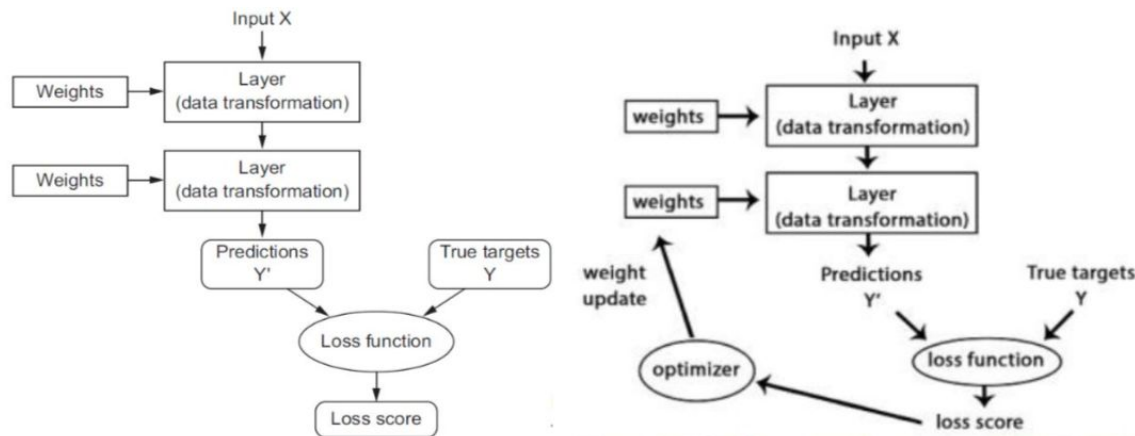 Input X
Weights
Layer
(data transformation)
Weights
Layer
(data transformation)
Predictions
Y'
True targets
Y
Loss function
Loss score
Input X
weights
Layer
(data transformation)
weights
Layer
(data transformation)
weight
update
Predictions
Y'
True targets
Y
optimizer
loss function
loss score